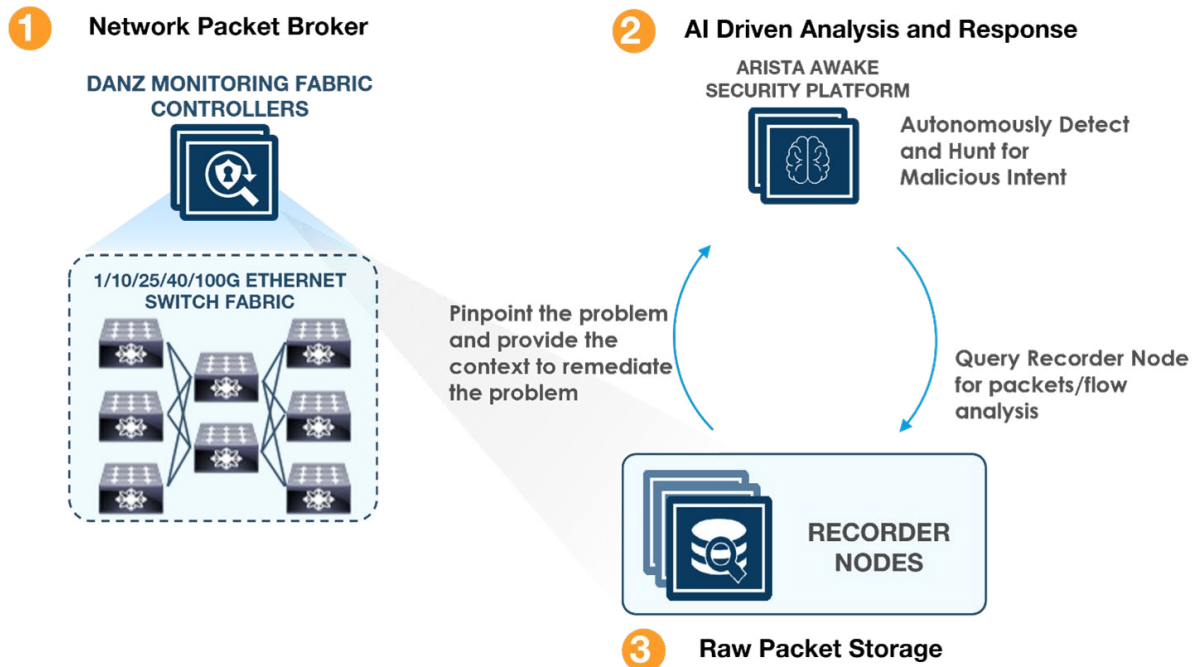 1
Network Packet Broker
DANZ MONITORING FABRIC
CONTROLLERS
1/10/25/40/100G ETHERNET
SWITCH FABRIC
2
AI Driven Analysis and Response
ARISTA AWAKE
SECURITY PLATFORM
Autonomously Detect
and Hunt for
Malicious Intent
Pinpoint the problem
and provide the
context to remediate
the problem
Query Recorder Node
for packets/flow
analysis
RECORDER
NODES
3
Raw Packet Storage